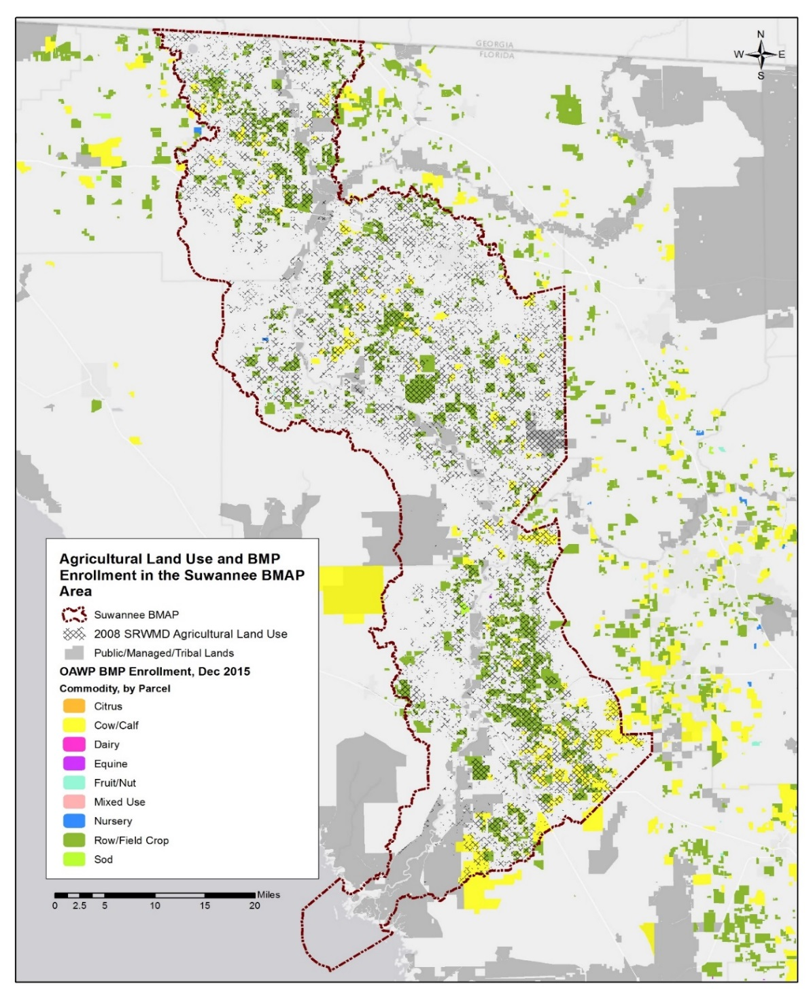 GEORGIA
FLORIDA
N
W E
S
Agricultural Land Use and BMP
Enrollment in the Suwannee BMAP
Area
Suwannee BMAP
2008 SRWMD Agricultural Land Use
Public/Managed/Tribal Lands
OAWP BMP Enrollment, Dec 2015
Commodity, by Parcel
Citrus
Cow/Calf
Dairy
Equine
Fruit/Nut
Mixed Use
Nursery
Row/Field Crop
Sod
Miles
0 2.5 5 10 15 20